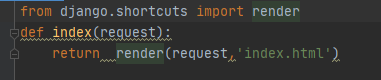 from django.shortcuts import render
def index(request):
    return  render(request,'index.html')